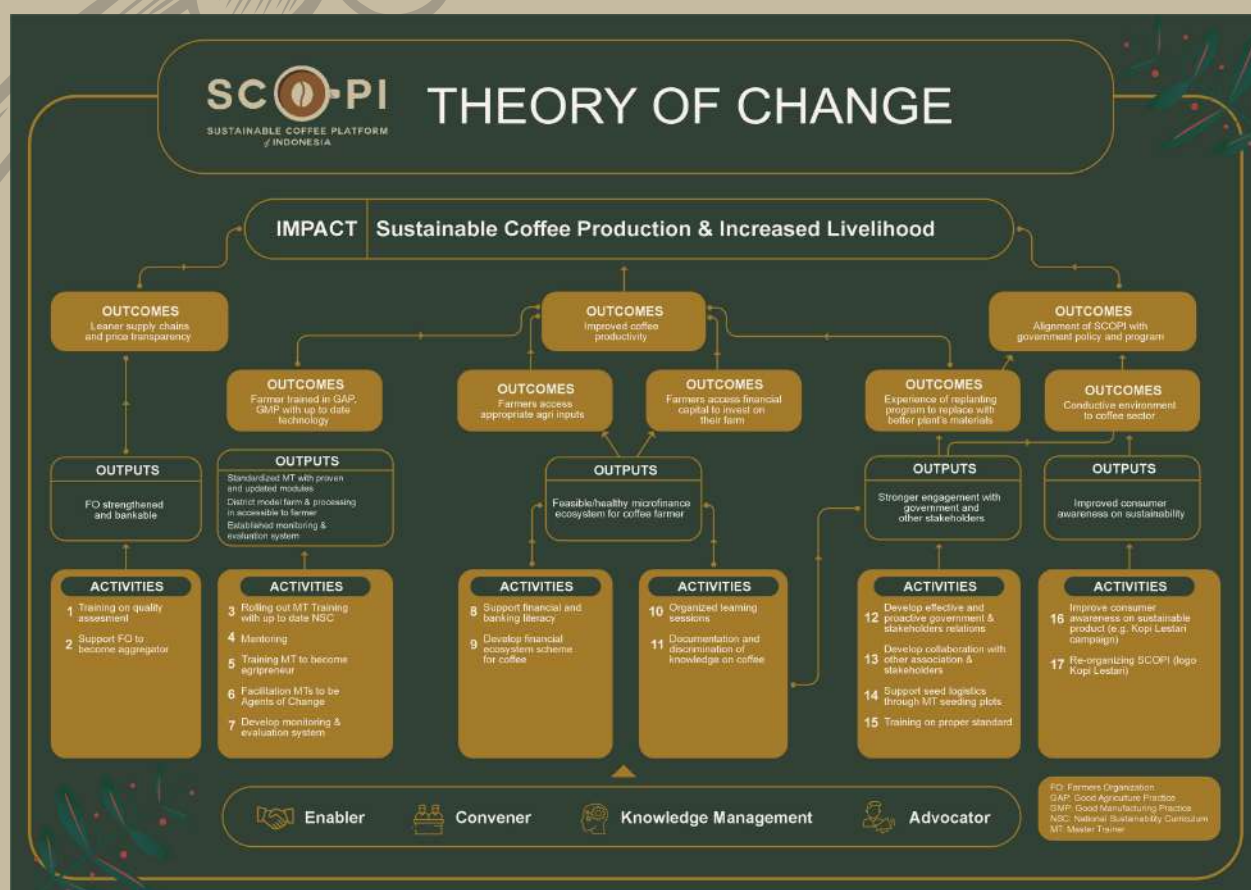 SCOPI
SUSTAINABLE COFFEE PLATFORM
of INDONESIA
THEORY OF CHANGE
IMPACT
Sustainable Coffee Production & Increased Livelihood
OUTCOMES
Leaner supply chains
and price transparency
OUTCOMES
Improved coffee
productivity
OUTCOMES
Alignment of SCOPI with
government policy and program
OUTCOMES
Farmer trained in GAP,
GMP with up to date
technology
OUTCOMES
Farmers access
appropriate agri inputs
OUTCOMES
Farmers access financial
capital to invest on
their farm
OUTCOMES
Experience of replanting
program to replace with
better plant's materials
OUTCOMES
Conductive environment
to coffee sector
OUTPUTS
FO strengthened
and bankable
OUTPUTS
Standardized MT with proven
and updated modules
District model farm & processing
in accessible to farmer
Established monitoring &
evaluation system
OUTPUTS
Feasible/healthy microfinance
ecosystem for coffee farmer
OUTPUTS
Stronger engagement with
government and
other stakeholders
OUTPUTS
Improved consumer
awareness on sustainability
ACTIVITIES
1 Training on quality
assesment
2 Support FO to
become aggregator
ACTIVITIES
3 Rolling out MT Training
with up to date NSC
4 Mentoring
5 Training MT to become
egripreneur
6 Facilitation MTs to be
Agents of Change
7 Develop monitoring &
evaluation system
ACTIVITIES
8 Support financial and
banking literacy
9 Develop financial
ecosystem scheme
for coffee
ACTIVITIES
10 Organized learning
sessions
11 Documentation and
discrimination of
knowledge on coffee
ACTIVITIES
12 Develop effective and
proactive government &
stakeholders relations
13 Develop collaboration with
other association &
stakeholders
14 Support seed logistics
through MT seeding plots
15 Training on proper standard
ACTIVITIES
16 Improve consumer
awareness on sustainable
product (e.g. Kopi Lestari
campaign)
17 Re-organizing SCOPI (logo
Kopi Lestari)
Enabler
Convener
Knowledge Management
Advocator
FO: Farmers Organization
GAP: Good Agriculture Practice
GMP: Good Manufacturing Practice
NSC: National Sustainability Curriculum
MT: Master Trainer